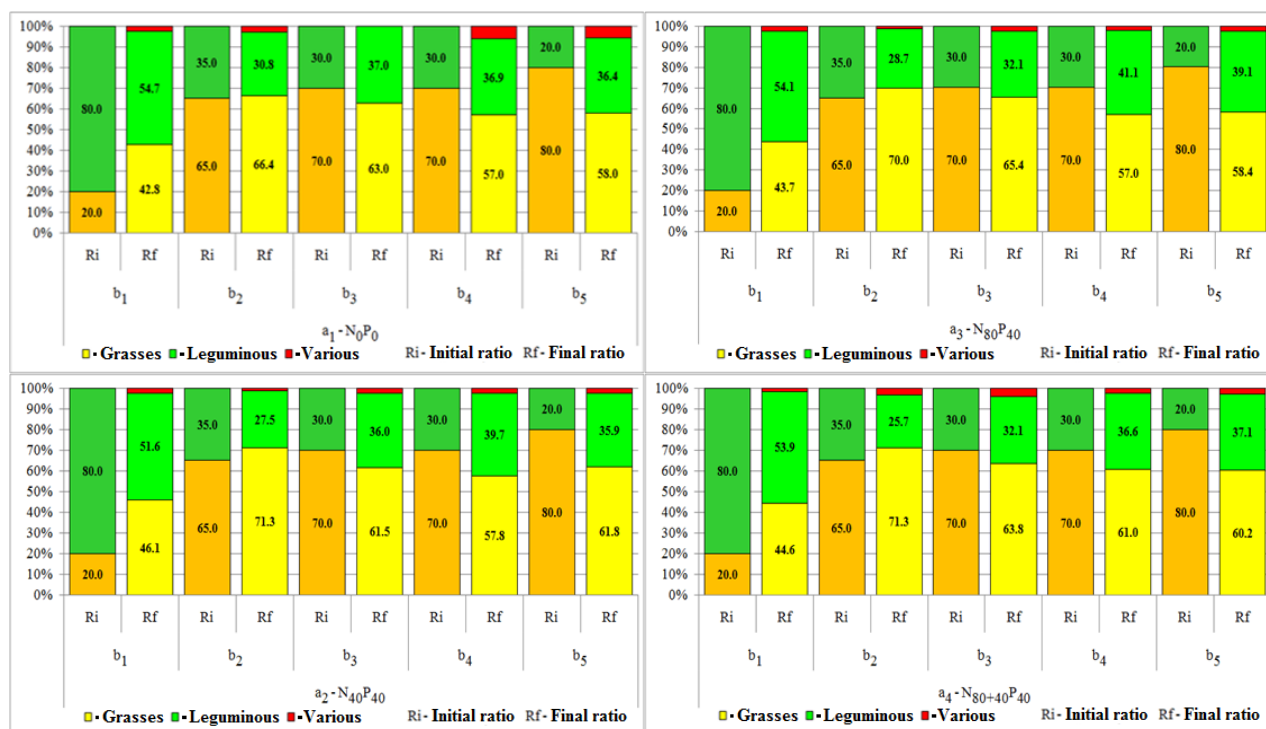 100%
90%
80%
70%
60%
50%
40%
30%
20%
10%
0%
80.0 54.7 35.0 30.8 30.0 37.0 30.0 36.9 20.0 36.4
20.0 42.8 65.0 66.4 70.0 63.0 70.0 57.0 80.0 58.0
Ri Rf Ri Rf Ri Rf Ri Rf Ri Rf
b1 b2 b3 b4 b5
a1 - N0P0
- Grasses - Leguminous - Various Ri - Initial ratio Rf - Final ratio
100%
90%
80%
70%
60%
50%
40%
30%
20%
10%
0%
80.0 54.1 35.0 28.7 30.0 32.1 30.0 41.1 20.0 39.1
20.0 43.7 65.0 70.0 70.0 65.4 70.0 57.0 80.0 58.4
Ri Rf Ri Rf Ri Rf Ri Rf Ri Rf
b1 b2 b3 b4 b5
a3 - N80P40
- Grasses - Leguminous - Various Ri - Initial ratio Rf - Final ratio
100%
90%
80%
70%
60%
50%
40%
30%
20%
10%
0%
80.0 51.6 35.0 27.5 30.0 36.0 30.0 39.7 20.0 35.9
20.0 46.1 65.0 71.3 70.0 61.5 70.0 57.8 80.0 61.8
Ri Rf Ri Rf Ri Rf Ri Rf Ri Rf
b1 b2 b3 b4 b5
a2 - N40P40
- Grasses - Leguminous - Various Ri - Initial ratio Rf - Final ratio
100%
90%
80%
70%
60%
50%
40%
30%
20%
10%
0%
80.0 53.9 35.0 25.7 30.0 32.1 30.0 36.6 20.0 37.1
20.0 44.6 65.0 71.3 70.0 63.8 70.0 61.0 80.0 60.2
Ri Rf Ri Rf Ri Rf Ri Rf Ri Rf
b1 b2 b3 b4 b5
a4 - N80+40P40
- Grasses - Leguminous - Various Ri - Initial ratio Rf - Final ratio